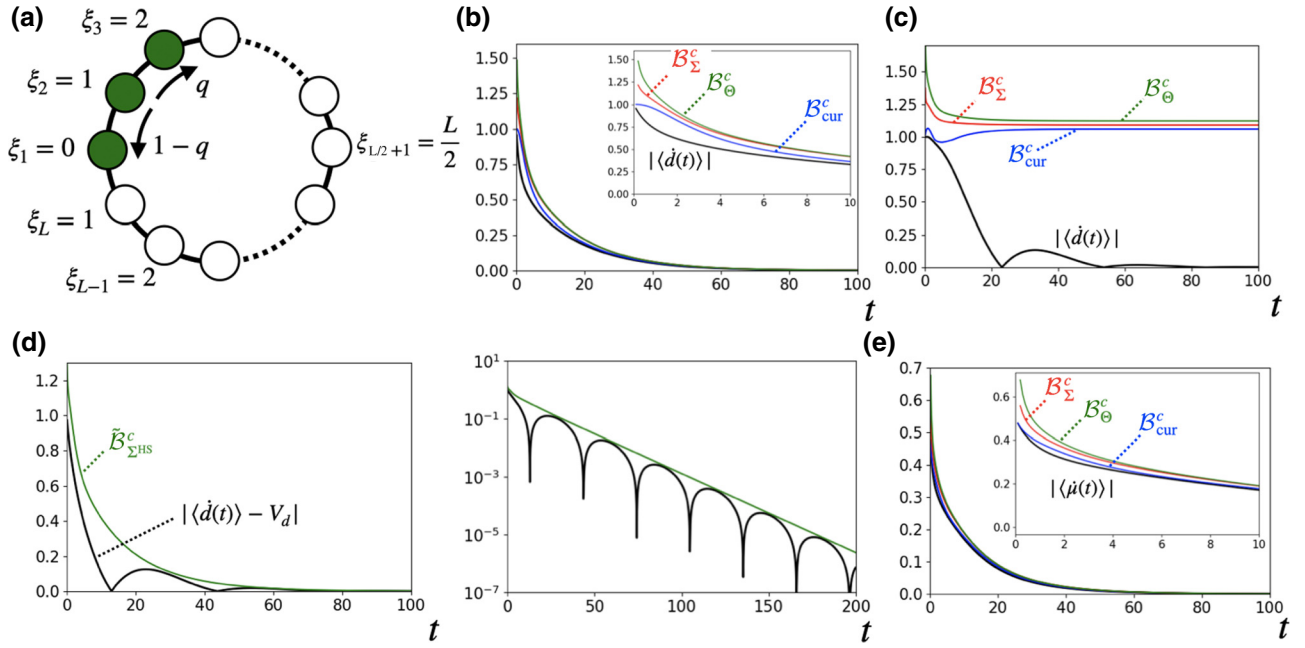 (a)
ξ₃ = 2
ξ₂ = 1
ξ₁ = 0
ξ_L = 1
ξ_{L−1} = 2
q
1 − q
ξ_{L/2+1} = L/2
(b)
1.50
1.25
1.00
0.75
0.50
0.25
0.00
0 20 40 60 80 100
t
1.50
1.25
1.00
0.75
0.50
0.25
0.00
0 2 4 6 8 10
ℬ^c_Σ
ℬ^c_Θ
ℬ^c_cur
|⟨ḋ(t)⟩|
(c)
1.50
1.25
1.00
0.75
0.50
0.25
0.00
0 20 40 60 80 100
t
ℬ^c_Σ
ℬ^c_Θ
ℬ^c_cur
|⟨ḋ(t)⟩|
(d)
1.2
1.0
0.8
0.6
0.4
0.2
0.0
0 20 40 60 80 100
t
ℬ̃^c_{Σ^HS}
|⟨ḋ(t)⟩ − V_d|
10¹
10⁻¹
10⁻³
10⁻⁵
10⁻⁷
0 50 100 150 200
t
(e)
0.7
0.6
0.5
0.4
0.3
0.2
0.1
0.0
0 20 40 60 80 100
t
0.6
0.4
0.2
0.0
0 2 4 6 8 10
ℬ^c_Σ
ℬ^c_Θ
ℬ^c_cur
|⟨μ̇(t)⟩|